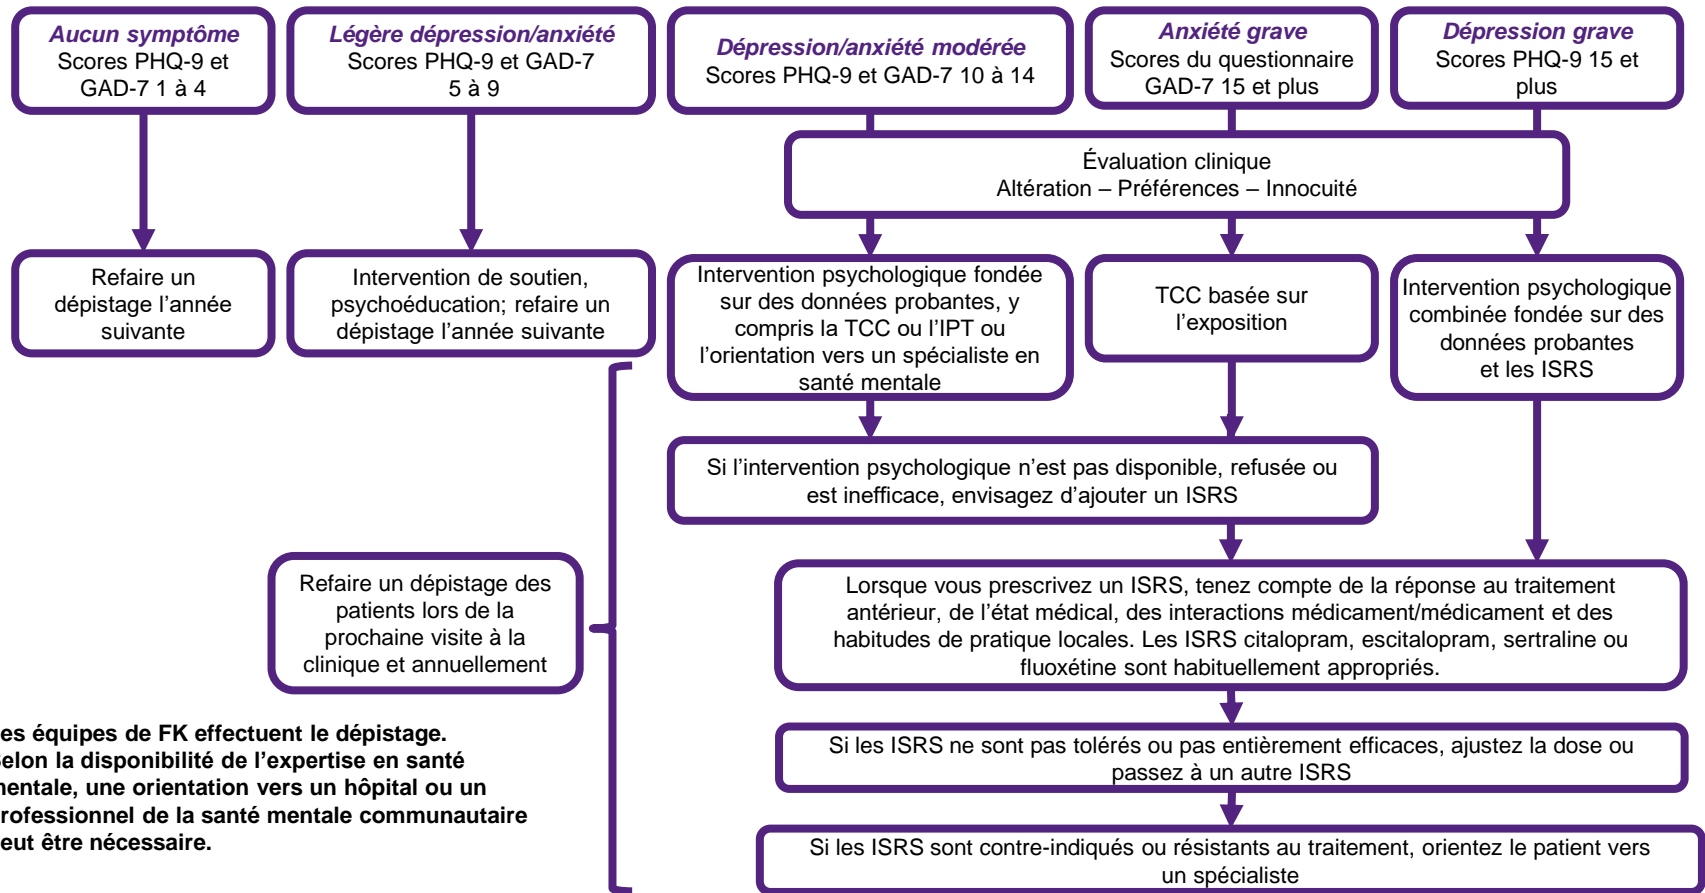 Aucun symptôme
Scores PHQ-9 et
GAD-7 1 à 4
Légère dépression/anxiété
Scores PHQ-9 et GAD-7
5 à 9
Dépression/anxiété modérée
Scores PHQ-9 et GAD-7 10 à 14
Anxiété grave
Scores du questionnaire
GAD-7 15 et plus
Dépression grave
Scores PHQ-9 15 et
plus
Évaluation clinique
Altération – Préférences – Innocuité
Refaire un
dépistage l’année
suivante
Intervention de soutien,
psychoéducation; refaire un
dépistage l’année suivante
Intervention psychologique fondée
sur des données probantes, y
compris la TCC ou l’IPT ou
l’orientation vers un spécialiste en
santé mentale
TCC basée sur
l’exposition
Intervention psychologique
combinée fondée sur des
données probantes
et les ISRS
Si l’intervention psychologique n’est pas disponible, refusée ou
est inefficace, envisagez d’ajouter un ISRS
Refaire un dépistage des
patients lors de la
prochaine visite à la
clinique et annuellement
Lorsque vous prescrivez un ISRS, tenez compte de la réponse au traitement
antérieur, de l’état médical, des interactions médicament/médicament et des
habitudes de pratique locales. Les ISRS citalopram, escitalopram, sertraline ou
fluoxétine sont habituellement appropriés.
es équipes de FK effectuent le dépistage.
elon la disponibilité de l’expertise en santé
mentale, une orientation vers un hôpital ou un
rofessionnel de la santé mentale communautaire
eut être nécessaire.
Si les ISRS ne sont pas tolérés ou pas entièrement efficaces, ajustez la dose ou
passez à un autre ISRS
Si les ISRS sont contre-indiqués ou résistants au traitement, orientez le patient vers
un spécialiste